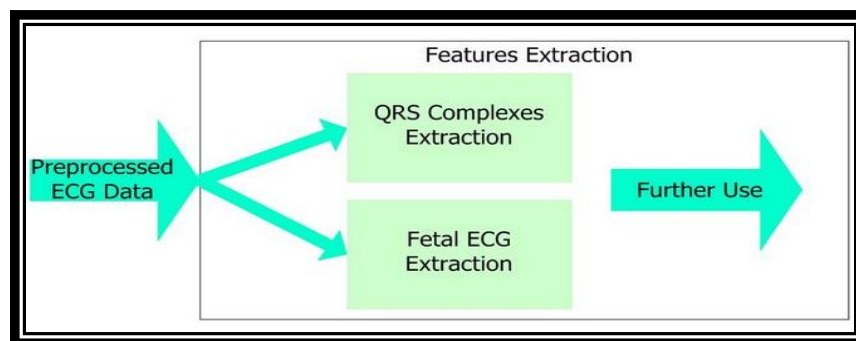 Features Extraction
Preprocessed
ECG Data
QRS Complexes
Extraction
Fetal ECG
Extraction
Further Use